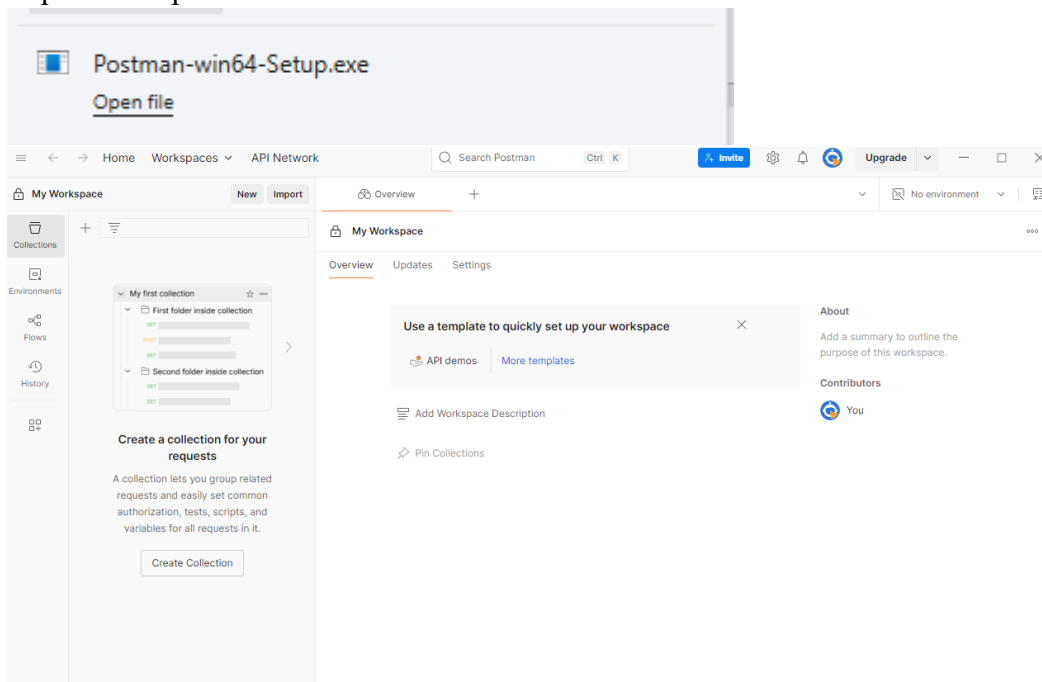 Postman-win64-Setup.exe
Open file
Home Workspaces API Network Search Postman Ctrl K Invite Upgrade
My Workspace New Import Overview No environment
Collections
Environments
Flows
History
My first collection
First folder inside collection
GET
POST
GET
Second folder inside collection
GET
GET
Create a collection for your
requests
A collection lets you group related
requests and easily set common
authorization, tests, scripts, and
variables for all requests in it.
Create Collection
My Workspace
Overview Updates Settings
Use a template to quickly set up your workspace
API demos More templates
Add Workspace Description
Pin Collections
About
Add a summary to outline the
purpose of this workspace.
Contributors
You